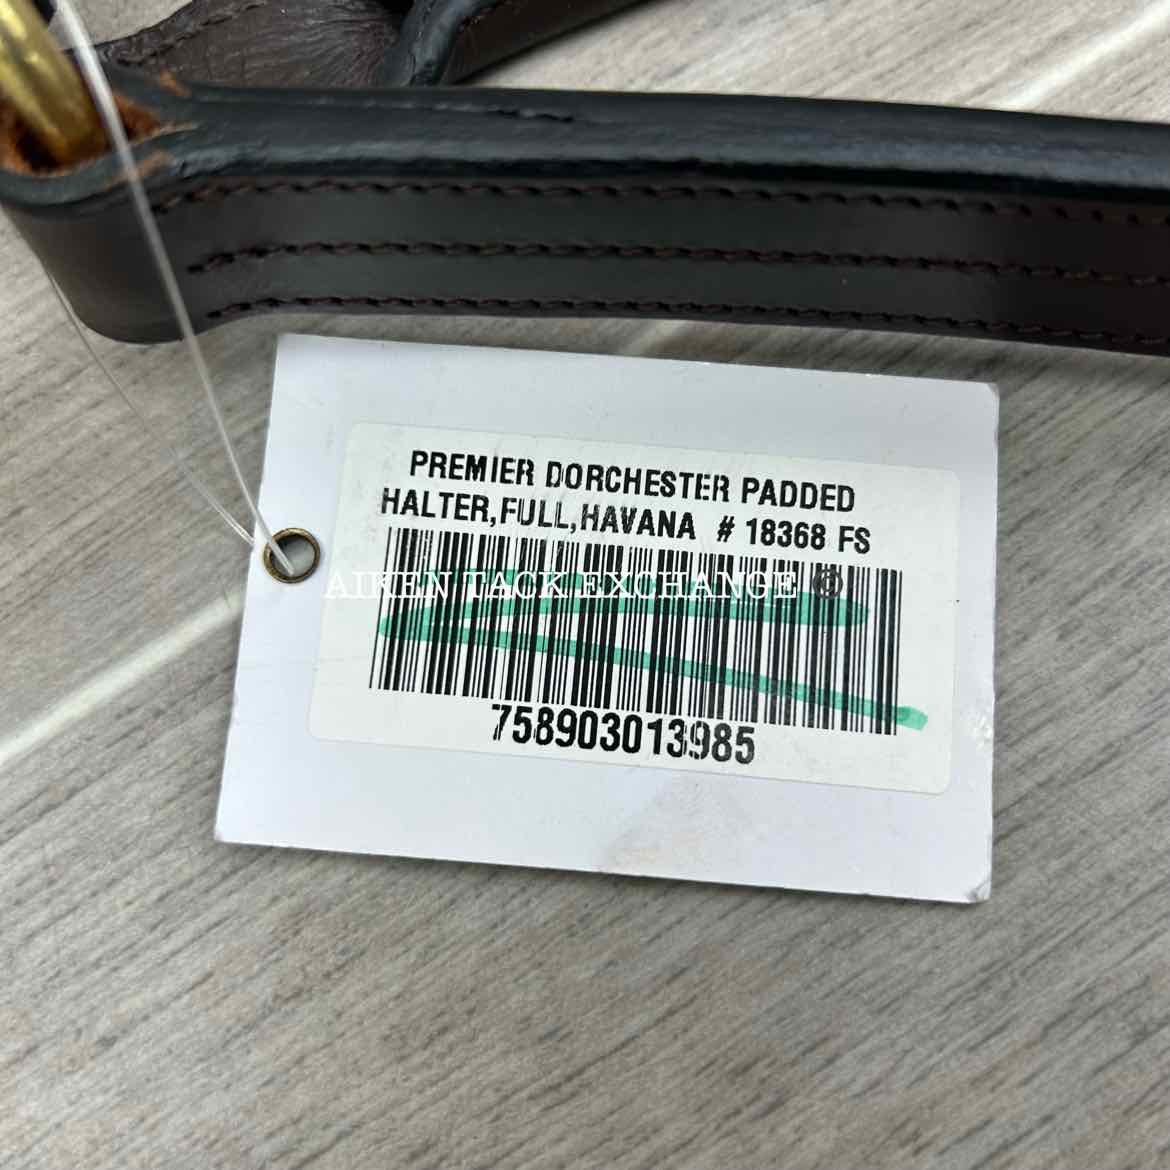 PREMIER DORCHESTER PADDED
HALTER,FULL,HAVANA # 18368 FS
AIKEN TACK EXCHANGE ©
758903013985